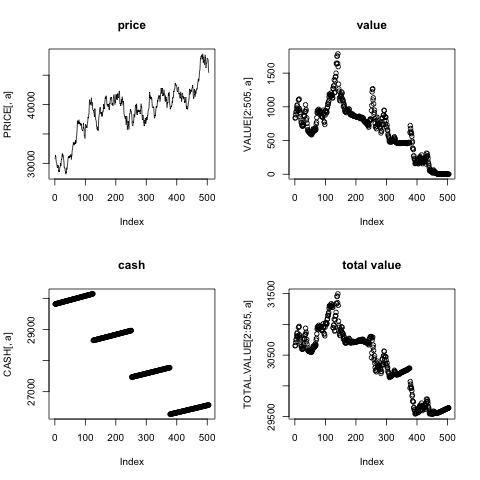 price
PRICE[, a]
30000 40000
0 100 200 300 400 500
Index
value
VALUE[2:505, a]
0 500 1000 1500
0 100 200 300 400 500
Index
cash
CASH[, a]
27000 29000
0 100 200 300 400 500
Index
total value
TOTAL.VALUE[2:505, a]
29500 30500 31500
0 100 200 300 400 500
Index